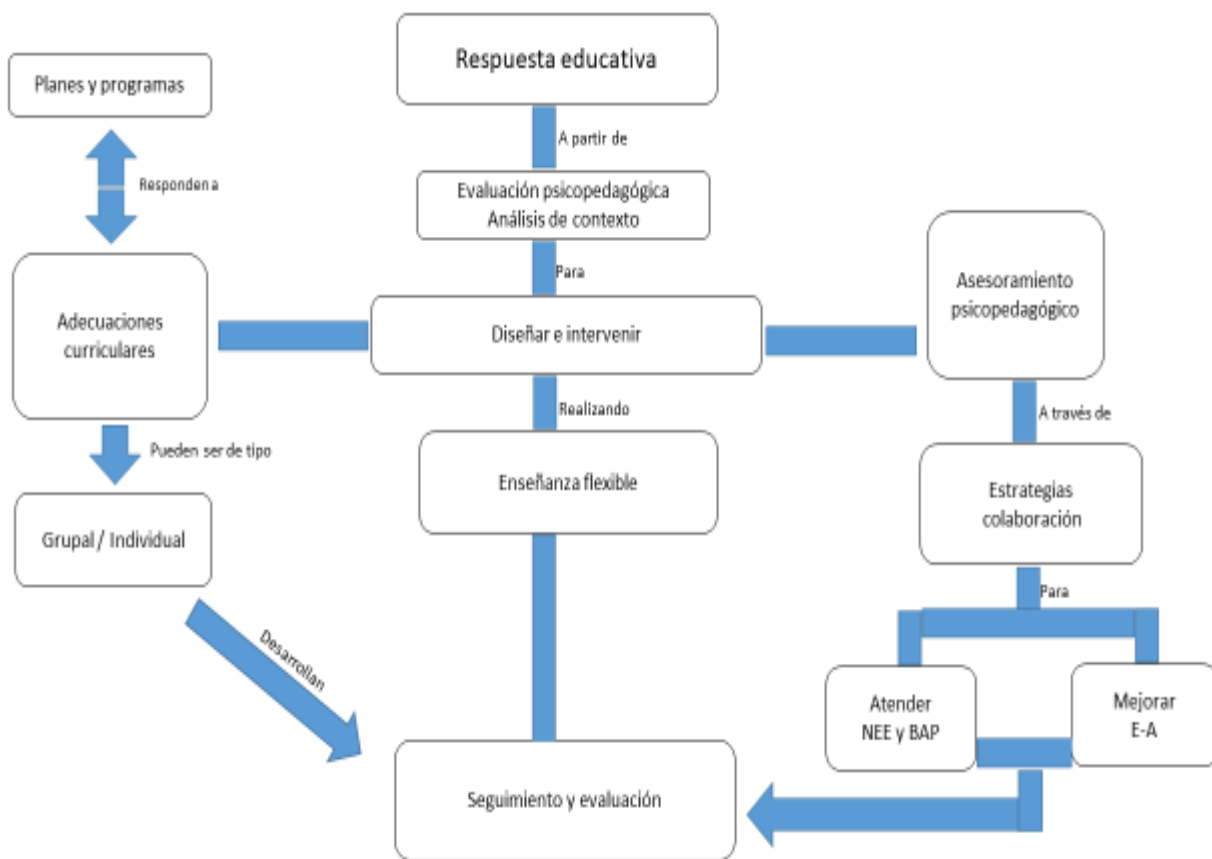 Respuesta educativa
Planes y programas
A partir de
Responden a
Evaluación psicopedagógica
Análisis de contexto
Para
Adecuaciones
curriculares
Diseñar e intervenir
Asesoramiento
psicopedagógico
Realizando
A través de
Pueden ser de tipo
Enseñanza flexible
Estrategias
colaboración
Grupal / Individual
Para
Desarrollan
Atender
NEE y BAP
Mejorar
E-A
Seguimiento y evaluación